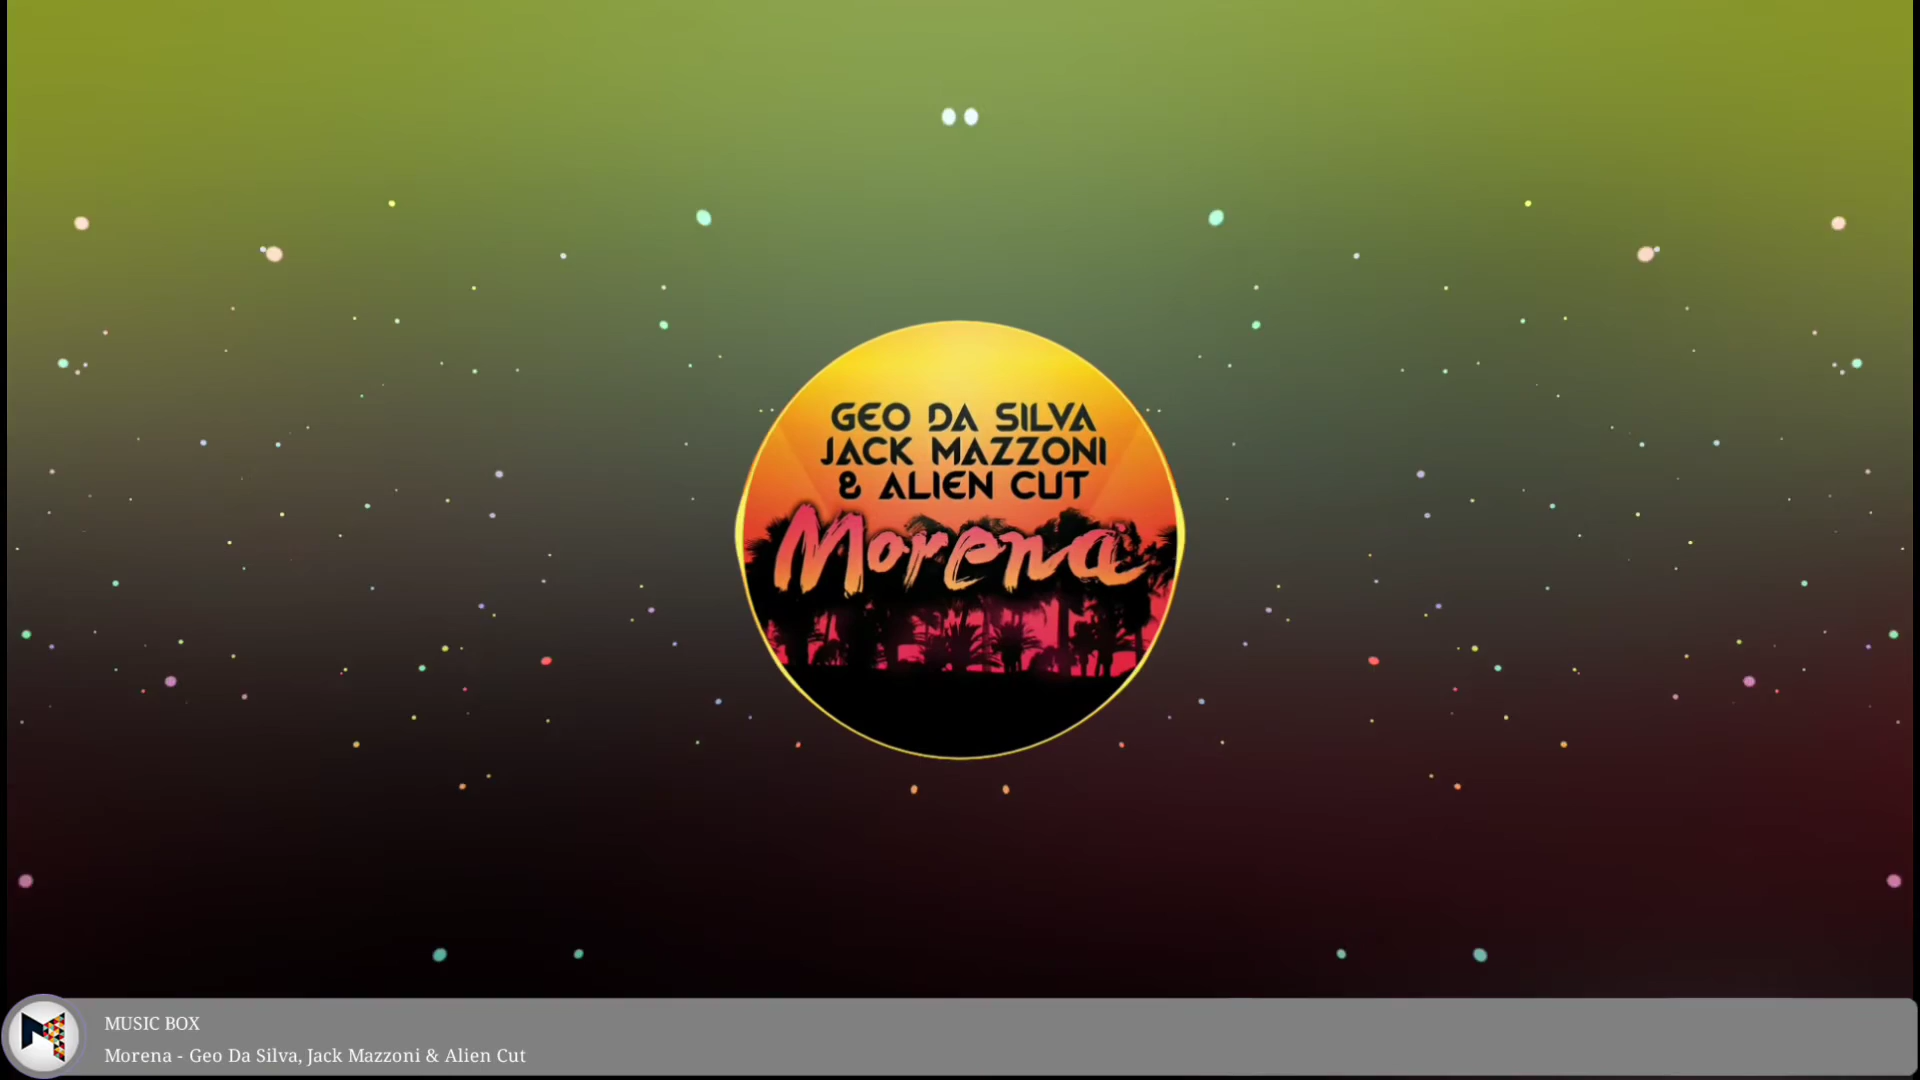 GEO DA SILVA
JACK MAZZONI
& ALIEN CUT
Morena
MUSIC BOX
Morena - Geo Da Silva, Jack Mazzoni & Alien Cut